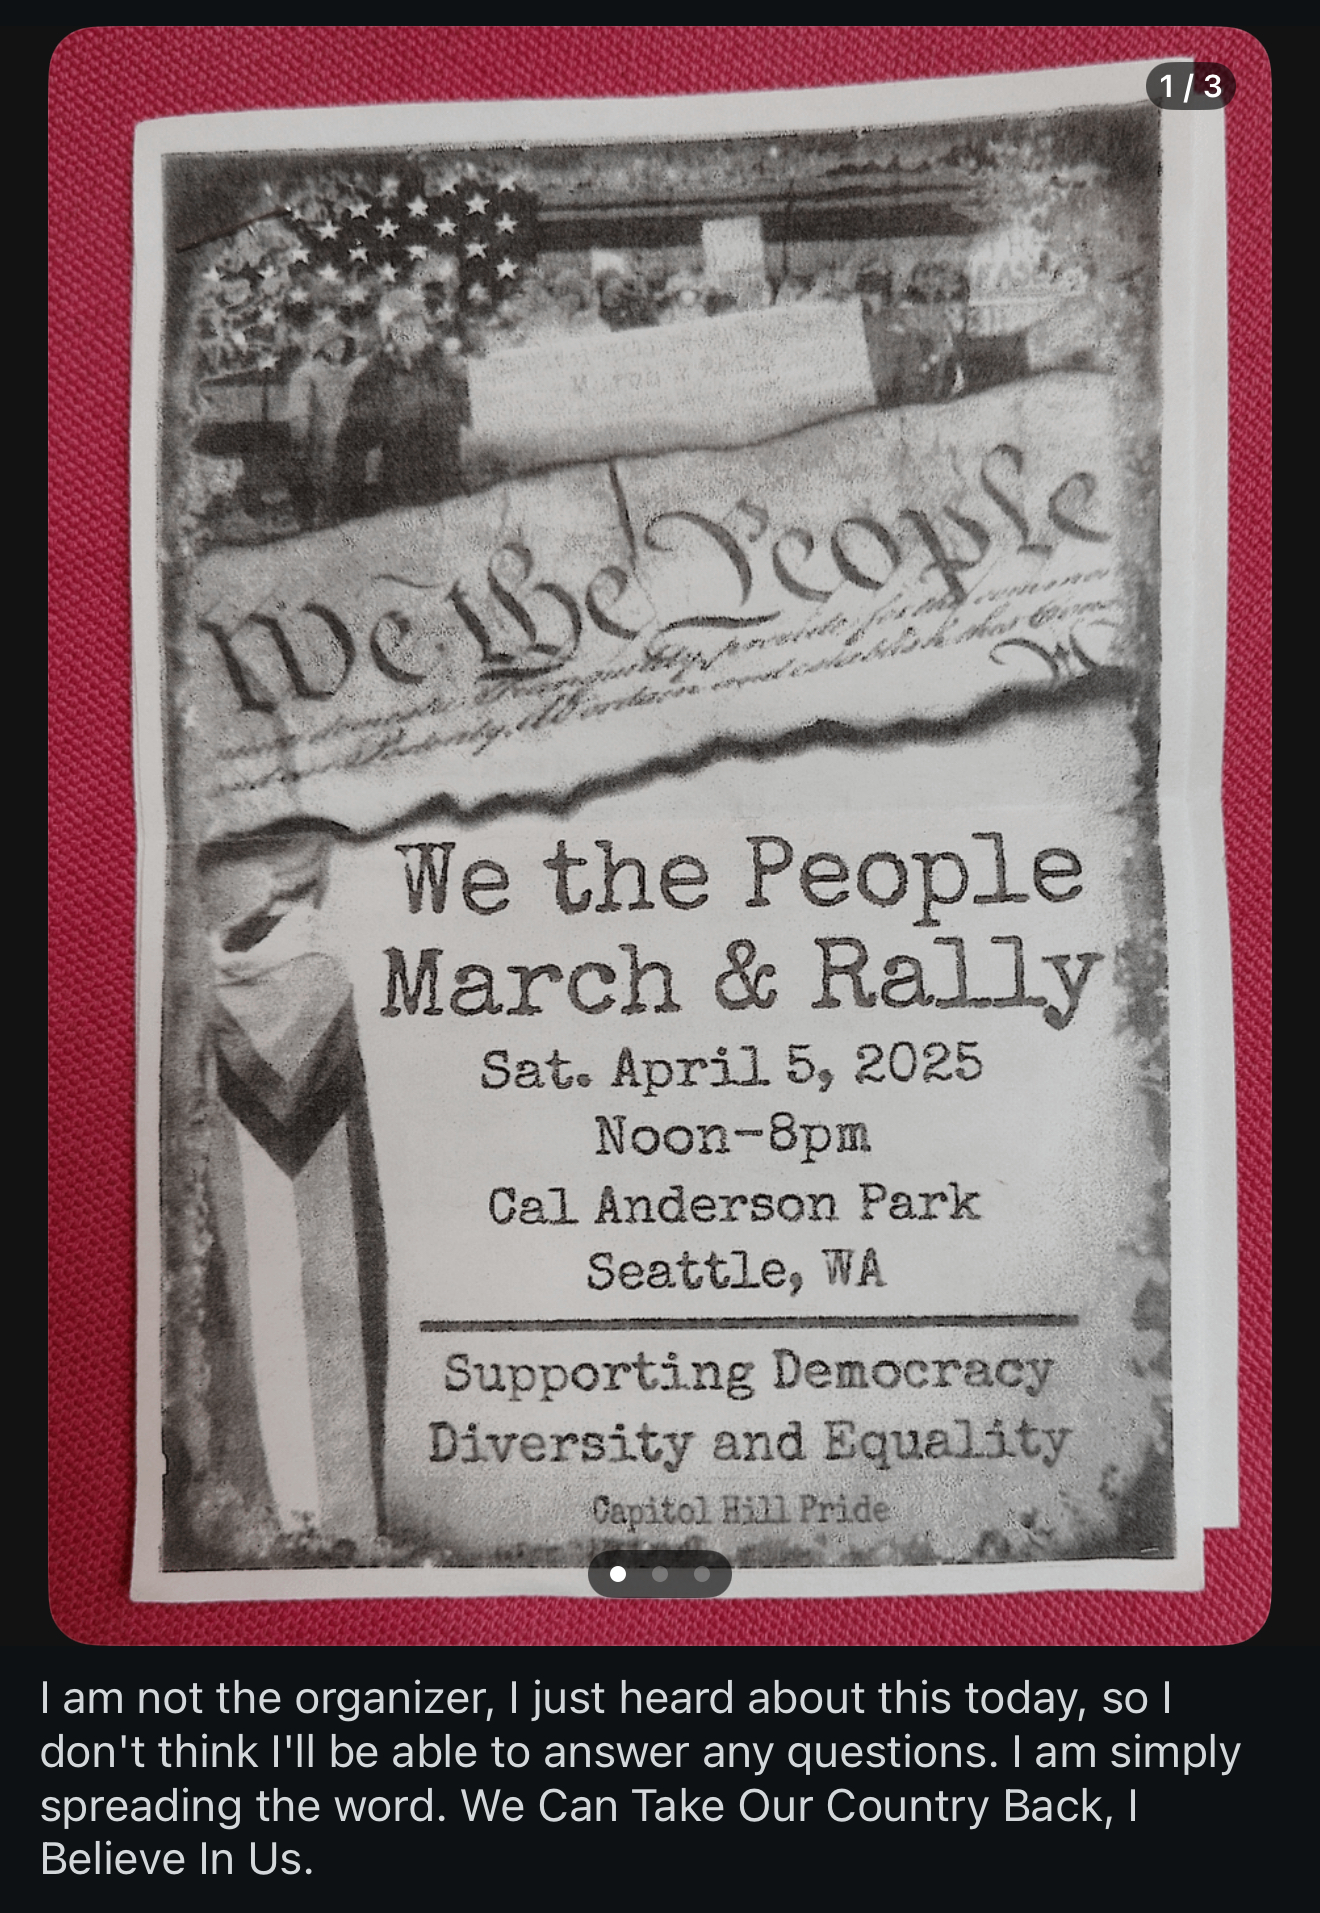 1/3
We the People
We the People
March & Rally
Sat. April 5, 2025
Noon-8pm
Cal Anderson Park
Seattle, WA
Supporting Democracy
Diversity and Equality
Capitol Hill Pride
I am not the organizer, I just heard about this today, so I
don't think I'll be able to answer any questions. I am simply
spreading the word. We Can Take Our Country Back, I
Believe In Us.